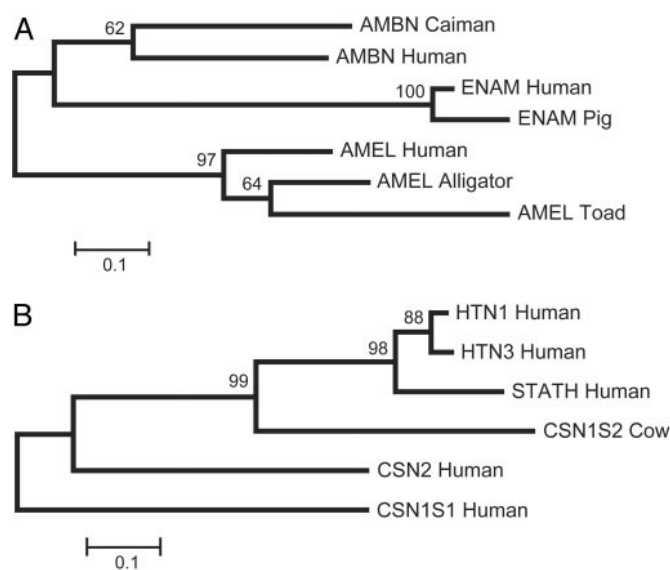 A
62
AMBN Caiman
AMBN Human
100
ENAM Human
ENAM Pig
97
AMEL Human
64
AMEL Alligator
AMEL Toad
0.1
B
88
HTN1 Human
98
HTN3 Human
99
STATH Human
CSN1S2 Cow
CSN2 Human
CSN1S1 Human
0.1